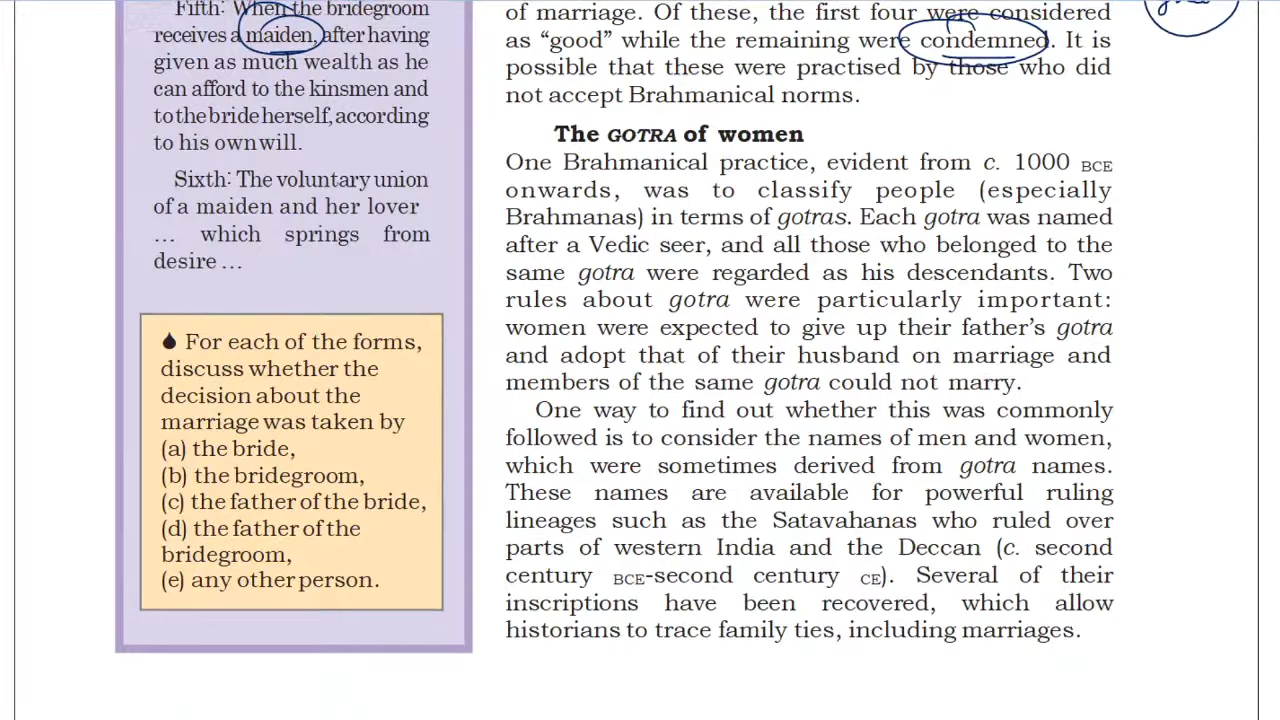 Fifth: When the bridegroom
receives a maiden, after having
given as much wealth as he
can afford to the kinsmen and
to the bride herself, according
to his own will.
Sixth: The voluntary union
of a maiden and her lover
… which springs from
desire …
For each of the forms,
discuss whether the
decision about the
marriage was taken by
(a) the bride,
(b) the bridegroom,
(c) the father of the bride,
(d) the father of the
bridegroom,
(e) any other person.
of marriage. Of these, the first four were considered
as “good” while the remaining were condemned. It is
possible that these were practised by those who did
not accept Brahmanical norms.
The GOTRA of women
One Brahmanical practice, evident from c. 1000 BCE
onwards, was to classify people (especially
Brahmanas) in terms of gotras. Each gotra was named
after a Vedic seer, and all those who belonged to the
same gotra were regarded as his descendants. Two
rules about gotra were particularly important:
women were expected to give up their father’s gotra
and adopt that of their husband on marriage and
members of the same gotra could not marry.
One way to find out whether this was commonly
followed is to consider the names of men and women,
which were sometimes derived from gotra names.
These names are available for powerful ruling
lineages such as the Satavahanas who ruled over
parts of western India and the Deccan (c. second
century BCE-second century CE). Several of their
inscriptions have been recovered, which allow
historians to trace family ties, including marriages.